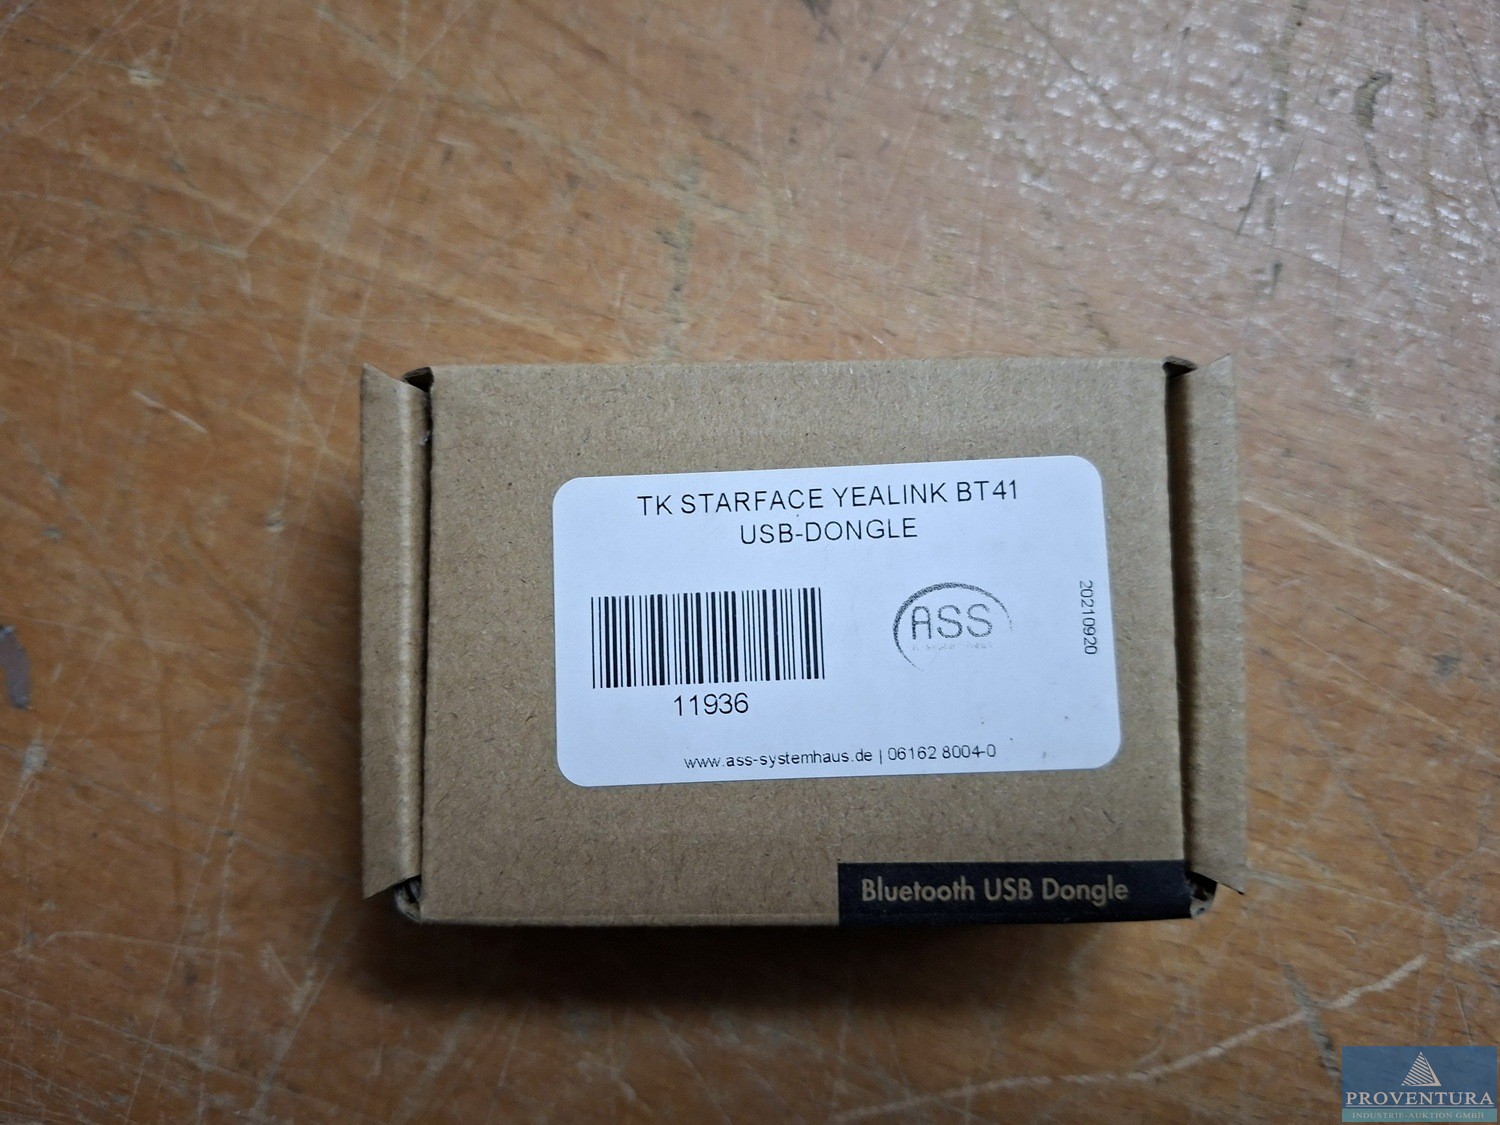 TK STARFACE YEALINK BT41
USB-DONGLE
ASS
20210920
11936
www.ass-systemhaus.de | 06162 8004-0
Bluetooth USB Dongle
PROVENTURA
INDUSTRIE-AUKTION GMBH